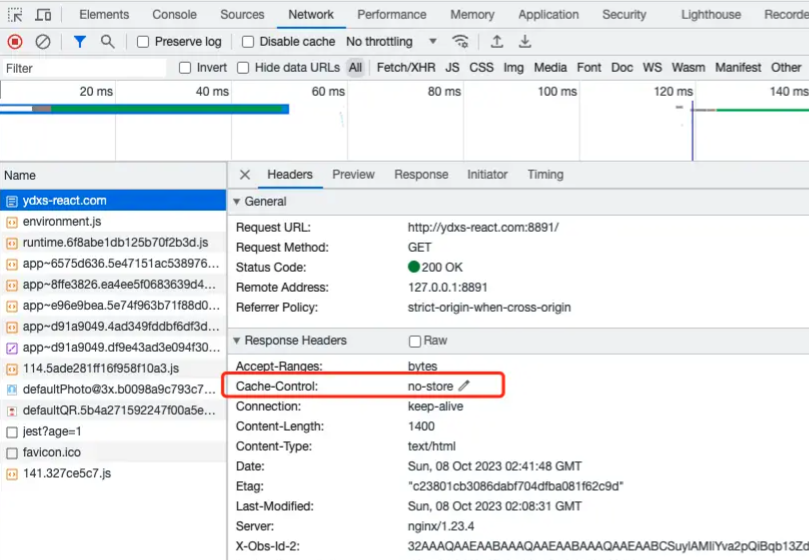 Elements Console Sources Network Performance Memory Application Security Lighthouse Recorde
Preserve log Disable cache No throttling
Filter Invert Hide data URLs All Fetch/XHR JS CSS Img Media Font Doc WS Wasm Manifest Other
20 ms 40 ms 60 ms 80 ms 100 ms 120 ms 140 ms
Name Headers Preview Response Initiator Timing
ydxs-react.com
environment.js
runtime.6f8abe1db125b70f2b3d.js
app~6575d636.5e47151ac538976...
app~8ffe3826.ea4ee5f0683639d4...
app~e96e9bea.5e74f963b71f88d0...
app~d91a9049.4ad349fddbf6df3d...
app~d91a9049.df9e43ad3e094f30...
114.5ade281ff16f958f10a3.js
defaultPhoto@3x.b0098a9c793c7...
defaultQR.5b4a271592247f00a5e...
jest?age=1
favicon.ico
141.327ce5c7.js
General
Request URL: http://ydxs-react.com:8891/
Request Method: GET
Status Code: 200 OK
Remote Address: 127.0.0.1:8891
Referrer Policy: strict-origin-when-cross-origin
Response Headers Raw
Accept-Ranges: bytes
Cache-Control: no-store
Connection: keep-alive
Content-Length: 1400
Content-Type: text/html
Date: Sun, 08 Oct 2023 02:41:48 GMT
Etag: "c23801cb3086dabf704dfba081f62c9d"
Last-Modified: Sun, 08 Oct 2023 02:08:31 GMT
Server: nginx/1.23.4
X-Obs-Id-2: 32AAAQAAEAABAAAQAAEAABAAAQAAEAABCSuylAMIiYva2pQiBqb13Zd